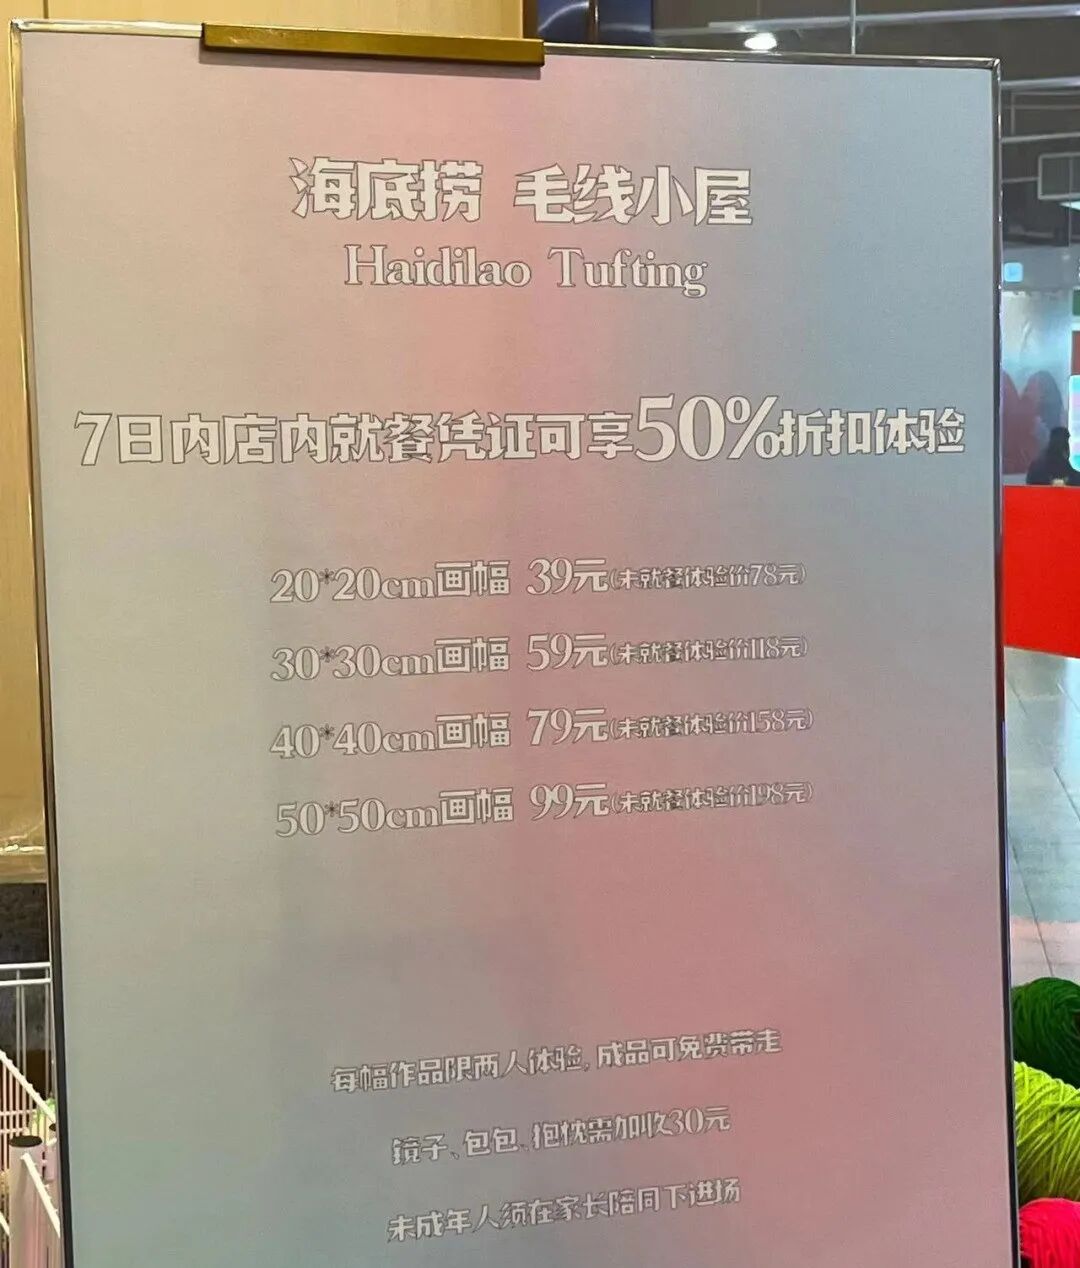 海底捞 毛线小屋
Haidilao Tufting
7日内店内就餐凭证可享50%折扣体验
20*20cm画幅 39元(未就餐体验价78元)
30*30cm画幅 59元(未就餐体验价118元)
40*40cm画幅 79元(未就餐体验价158元)
50*50cm画幅 99元(未就餐体验价198元)
每幅作品限两人体验, 成品可免费带走
镜子、包包、抱枕需加收30元
未成年人须在家长陪同下进场